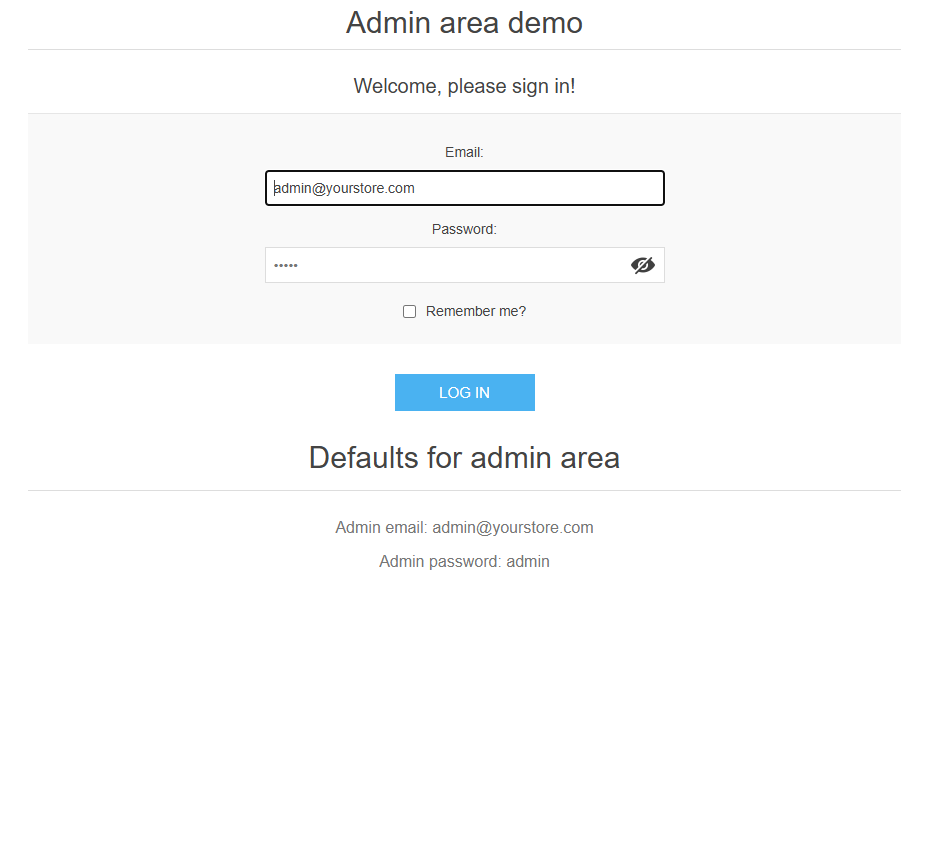 Admin area demo
Welcome, please sign in!
Email:
admin@yourstore.com
Password:
•••••
Remember me?
LOG IN
Defaults for admin area
Admin email: admin@yourstore.com
Admin password: admin